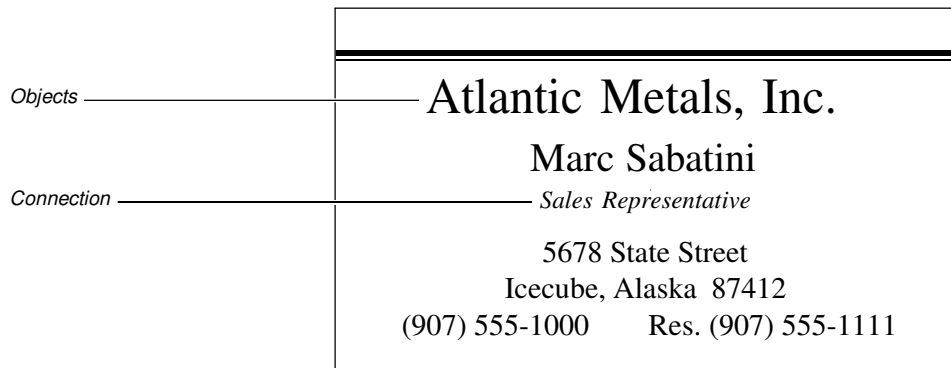 Objects
Atlantic Metals, Inc.
Marc Sabatini
Connection
Sales Representative
5678 State Street
Icecube, Alaska 87412
(907) 555-1000 Res. (907) 555-1111